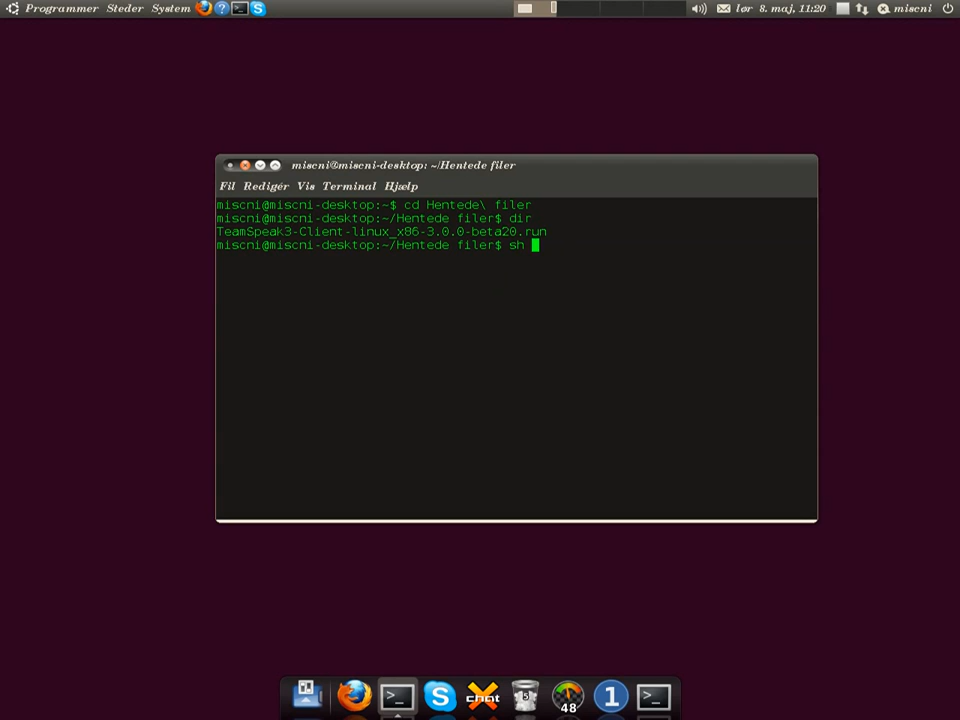 Programmer Steder System lør 8. maj, 11:20 miscni
miscni@miscni-desktop: ~/Hentede filer
Fil Redigér Vis Terminal Hjælp
miscni@miscni-desktop:~$ cd Hentede\ filer
miscni@miscni-desktop:~/Hentede filer$ dir
TeamSpeak3-Client-linux_x86-3.0.0-beta20.run
miscni@miscni-desktop:~/Hentede filer$ sh
chat 5 48 1